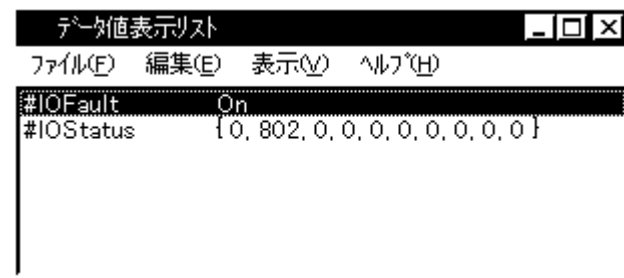 データ値表示リスト
ファイル(F) 編集(E) 表示(V) ヘルプ(H)
#IOFault On
#IOStatus {0, 802, 0, 0, 0, 0, 0, 0, 0, 0}